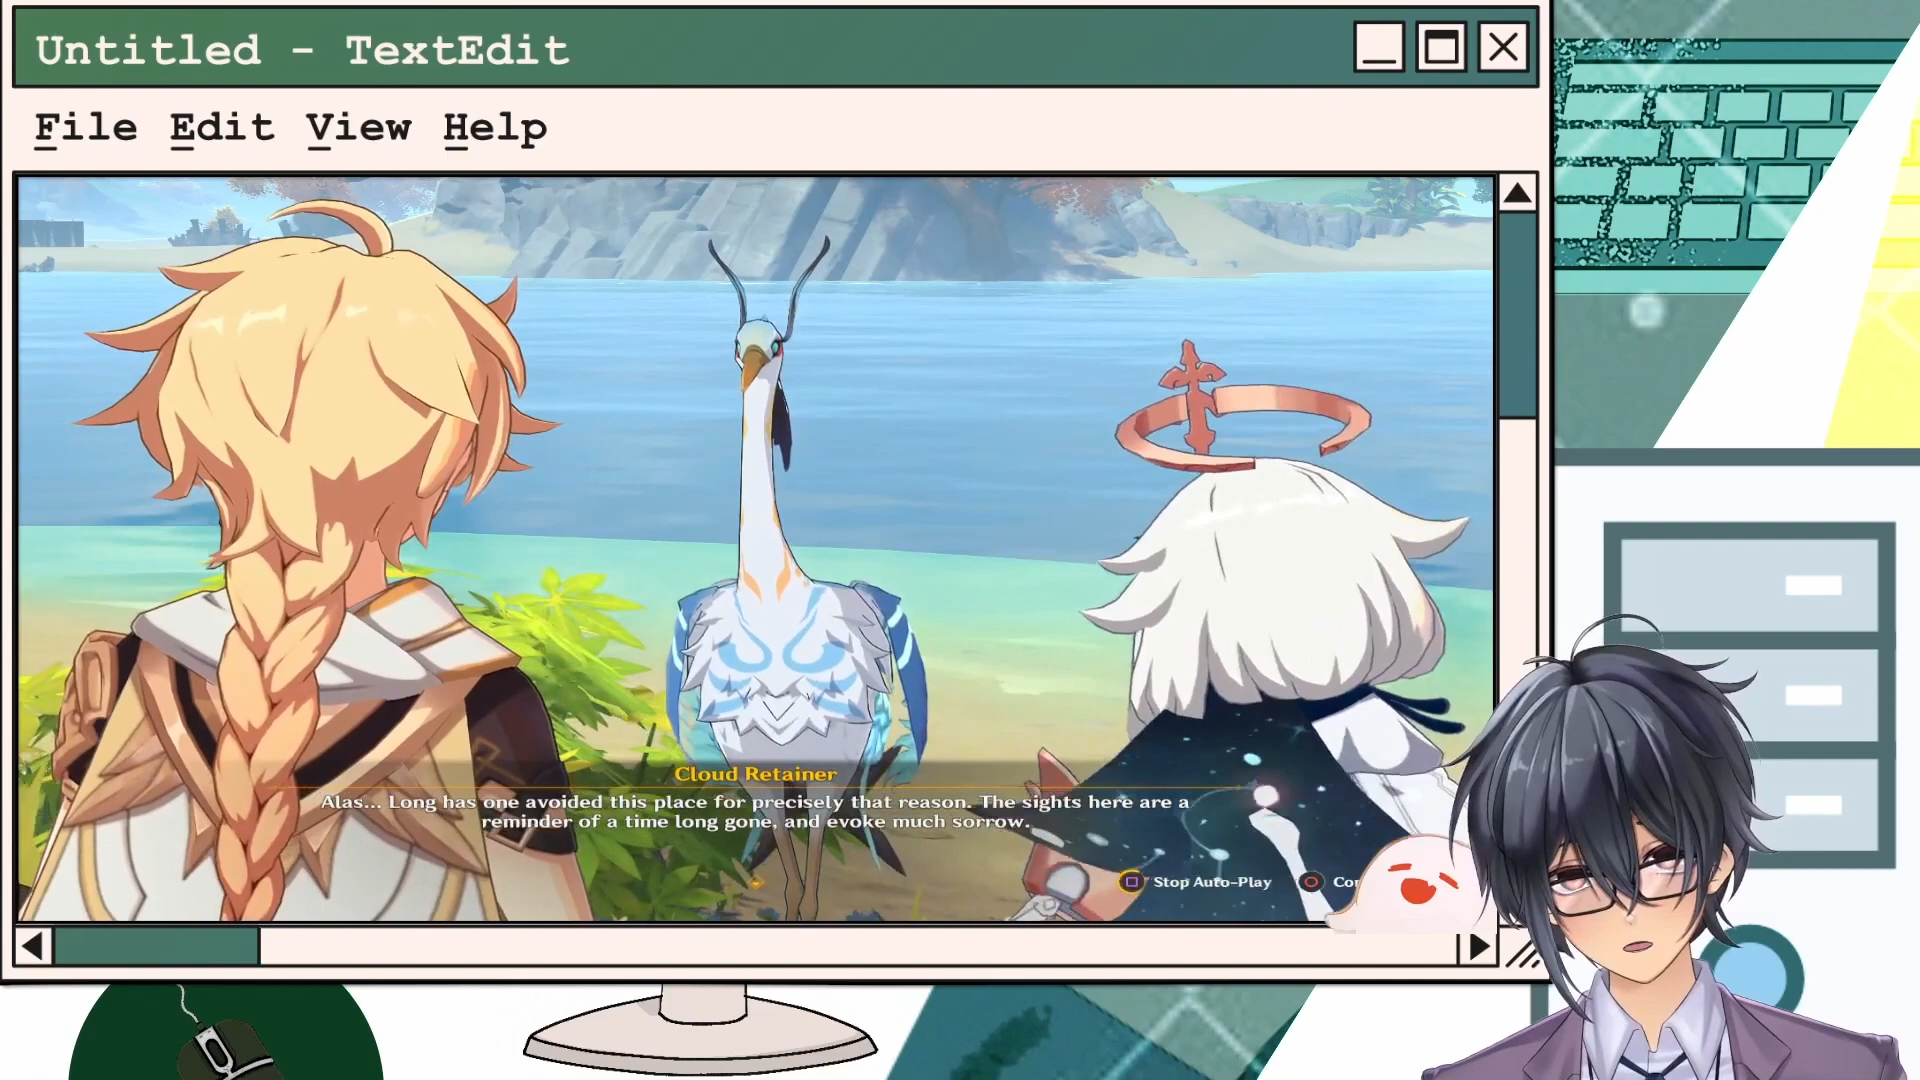 Untitled - TextEdit
File Edit View Help
Cloud Retainer
Alas... Long has one avoided this place for precisely that reason. The sights here are a
reminder of a time long gone, and evoke much sorrow.
Stop Auto-Play